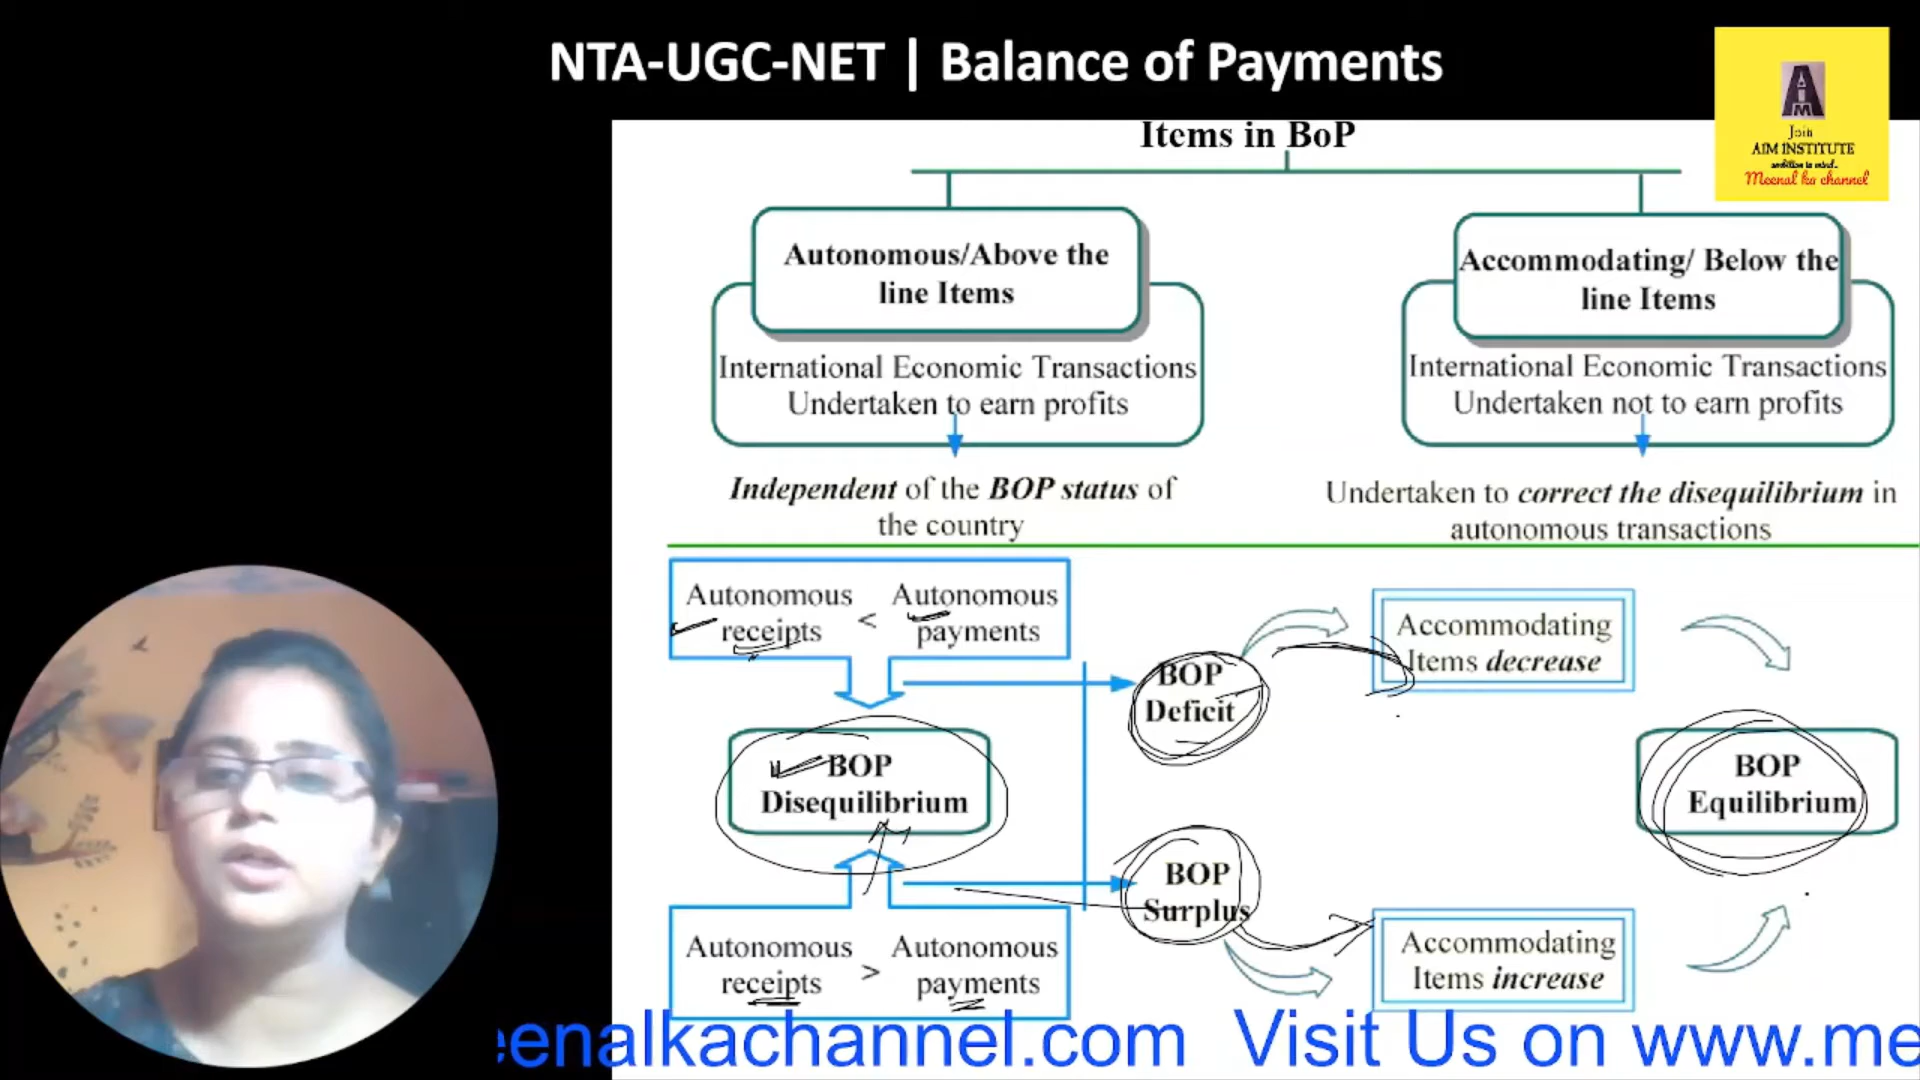 NTA-UGC-NET | Balance of Payments
Join
AIM INSTITUTE
Meenal ka channel
Items in BoP
Autonomous/Above the
line Items
International Economic Transactions
Undertaken to earn profits
Independent of the BOP status of
the country
Accommodating/ Below the
line Items
International Economic Transactions
Undertaken not to earn profits
Undertaken to correct the disequilibrium in
autonomous transactions
Autonomous receipts < Autonomous payments
BOP
Deficit
Accommodating
Items decrease
BOP
Disequilibrium
BOP
Equilibrium
BOP
Surplus
Autonomous receipts > Autonomous payments
Accommodating
Items increase
eenalkachannel.com Visit Us on www.me